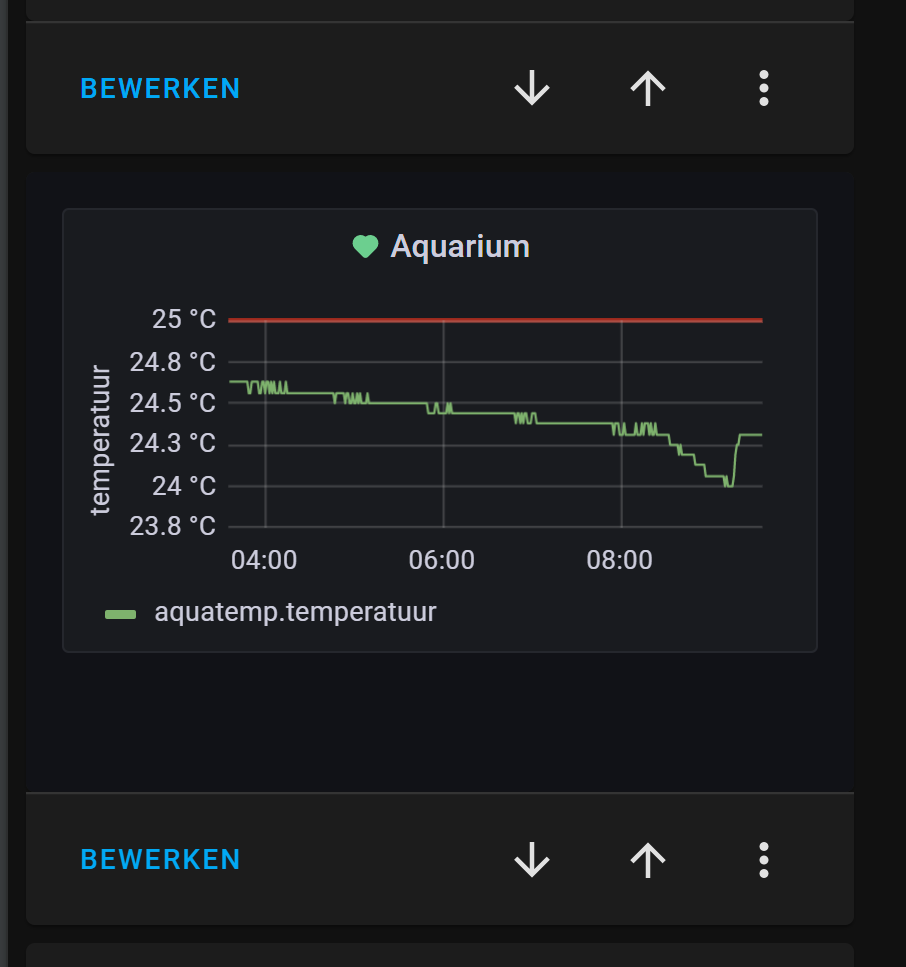 BEWERKEN
Aquarium
25 °C
24.8 °C
24.5 °C
24.3 °C
24 °C
23.8 °C
temperatuur
04:00 06:00 08:00
aquatemp.temperatuur
BEWERKEN